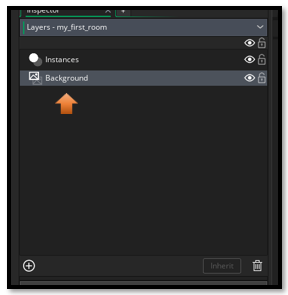 Inspector
Layers - my_first_room
Instances
Background
Inherit